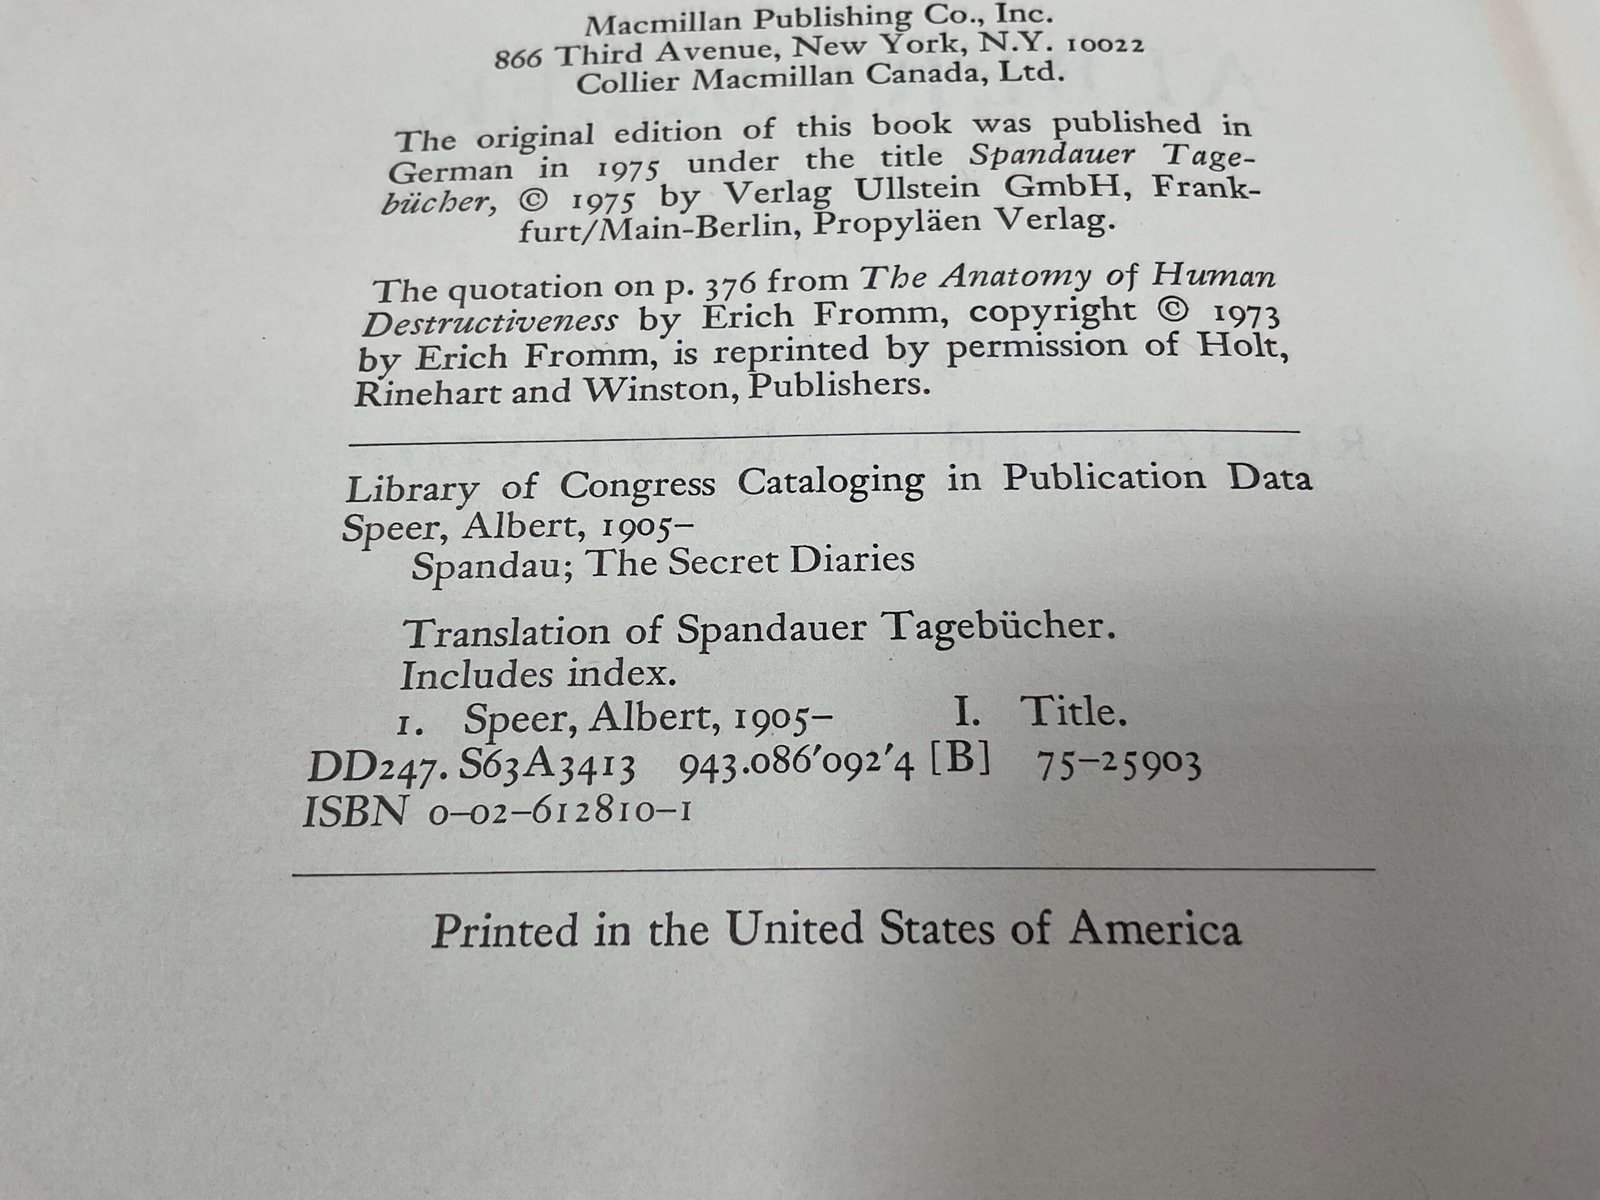 Macmillan Publishing Co., Inc.
866 Third Avenue, New York, N.Y. 10022
Collier Macmillan Canada, Ltd.
The original edition of this book was published in
German in 1975 under the title Spandauer Tage-
bücher, © 1975 by Verlag Ullstein GmbH, Frank-
furt/Main-Berlin, Propyläen Verlag.
The quotation on p. 376 from The Anatomy of Human
Destructiveness by Erich Fromm, copyright © 1973
by Erich Fromm, is reprinted by permission of Holt,
Rinehart and Winston, Publishers.
Library of Congress Cataloging in Publication Data
Speer, Albert, 1905–
Spandau; The Secret Diaries
Translation of Spandauer Tagebücher.
Includes index.
1. Speer, Albert, 1905– I. Title.
DD247. S63A3413 943.086′092′4 [B] 75–25903
ISBN 0–02–612810–1
Printed in the United States of America